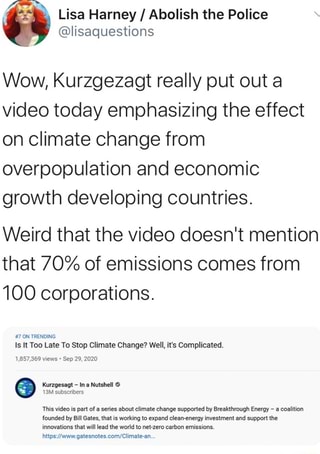 Lisa Harney / Abolish the Police
@lisaquestions
Wow, Kurzgezagt really put out a
video today emphasizing the effect
on climate change from
overpopulation and economic
growth developing countries.
Weird that the video doesn't mention
that 70% of emissions comes from
100 corporations.
#7 ON TRENDING
Is It Too Late To Stop Climate Change? Well, it's Complicated.
1,857,369 views • Sep 29, 2020
Kurzgesagt – In a Nutshell
13M subscribers
This video is part of a series about climate change supported by Breakthrough Energy – a coalition
founded by Bill Gates, that is working to expand clean-energy investment and support the
innovations that will lead the world to net-zero carbon emissions.
https://www.gatesnotes.com/Climate-an...